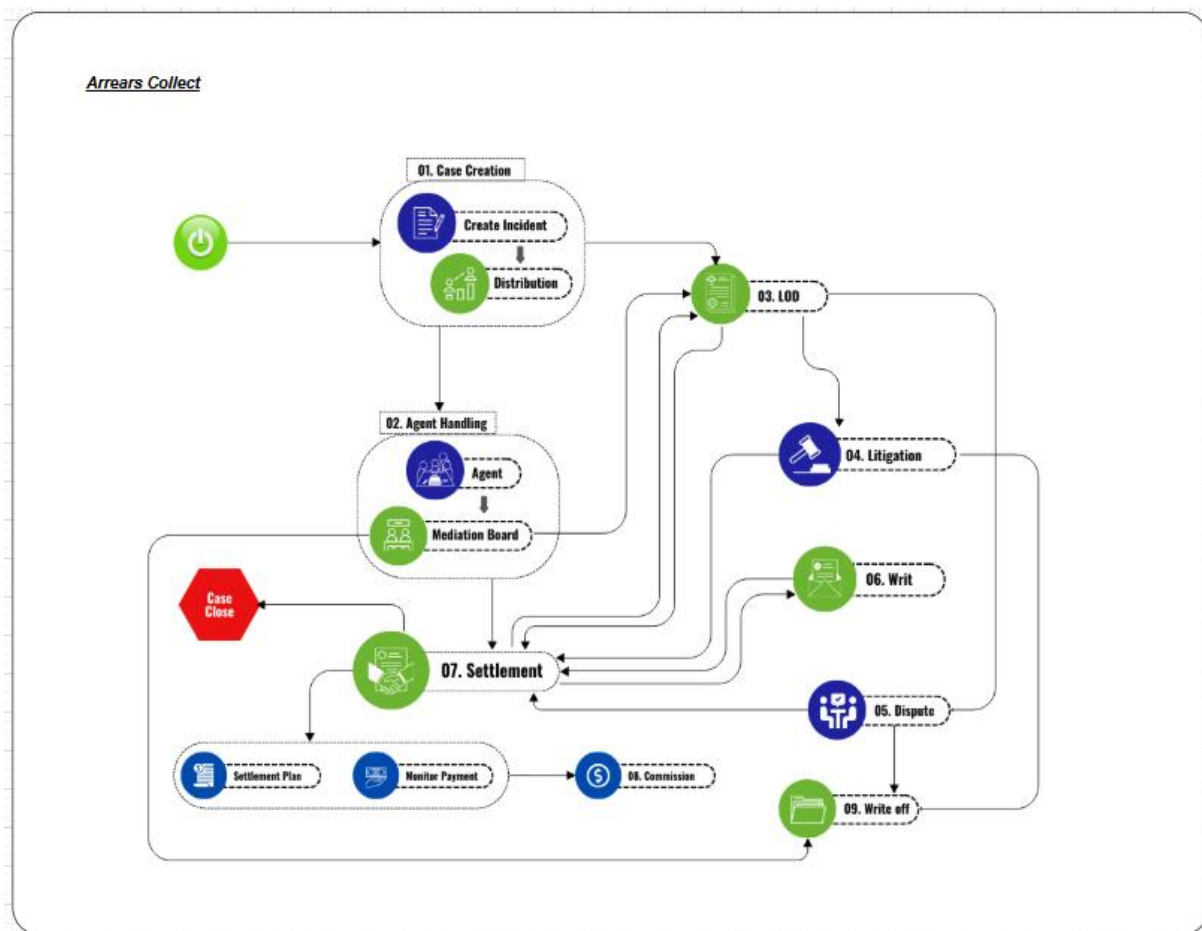 Arrears Collect
01. Case Creation
Create Incident
Distribution
03. LOD
02. Agent Handling
Agent
04. Litigation
Mediation Board
06. Writ
Case
Close
07. Settlement
05. Dispute
Settlement Plan
Monitor Payment
08. Commission
09. Write off